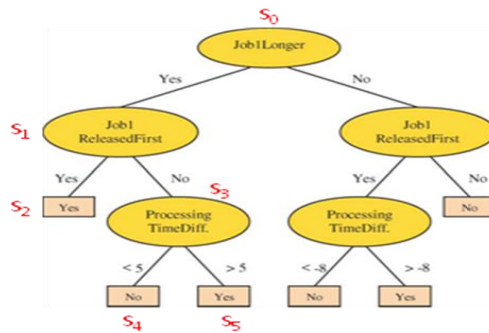 S0
Job1Longer
Yes
No
S1
Job1
ReleasedFirst
Job1
ReleasedFirst
Yes
No
S3
Yes
No
S2
Yes
Processing
TimeDiff.
Processing
TimeDiff.
No
< 5
> 5
< -8
> -8
No
Yes
No
Yes
S4
S5